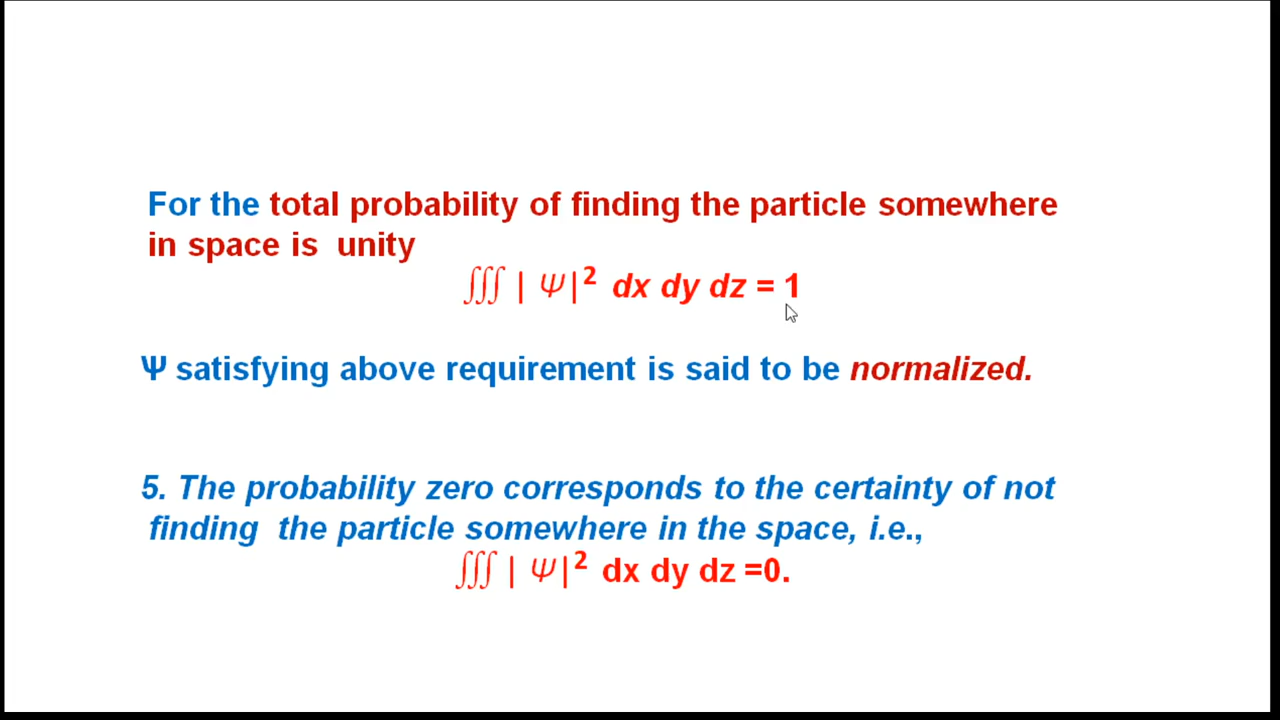 For the total probability of finding the particle somewhere
in space is unity
∭ | Ψ|² dx dy dz = 1
Ψ satisfying above requirement is said to be normalized.
5. The probability zero corresponds to the certainty of not
finding the particle somewhere in the space, i.e.,
∭ | Ψ|² dx dy dz =0.